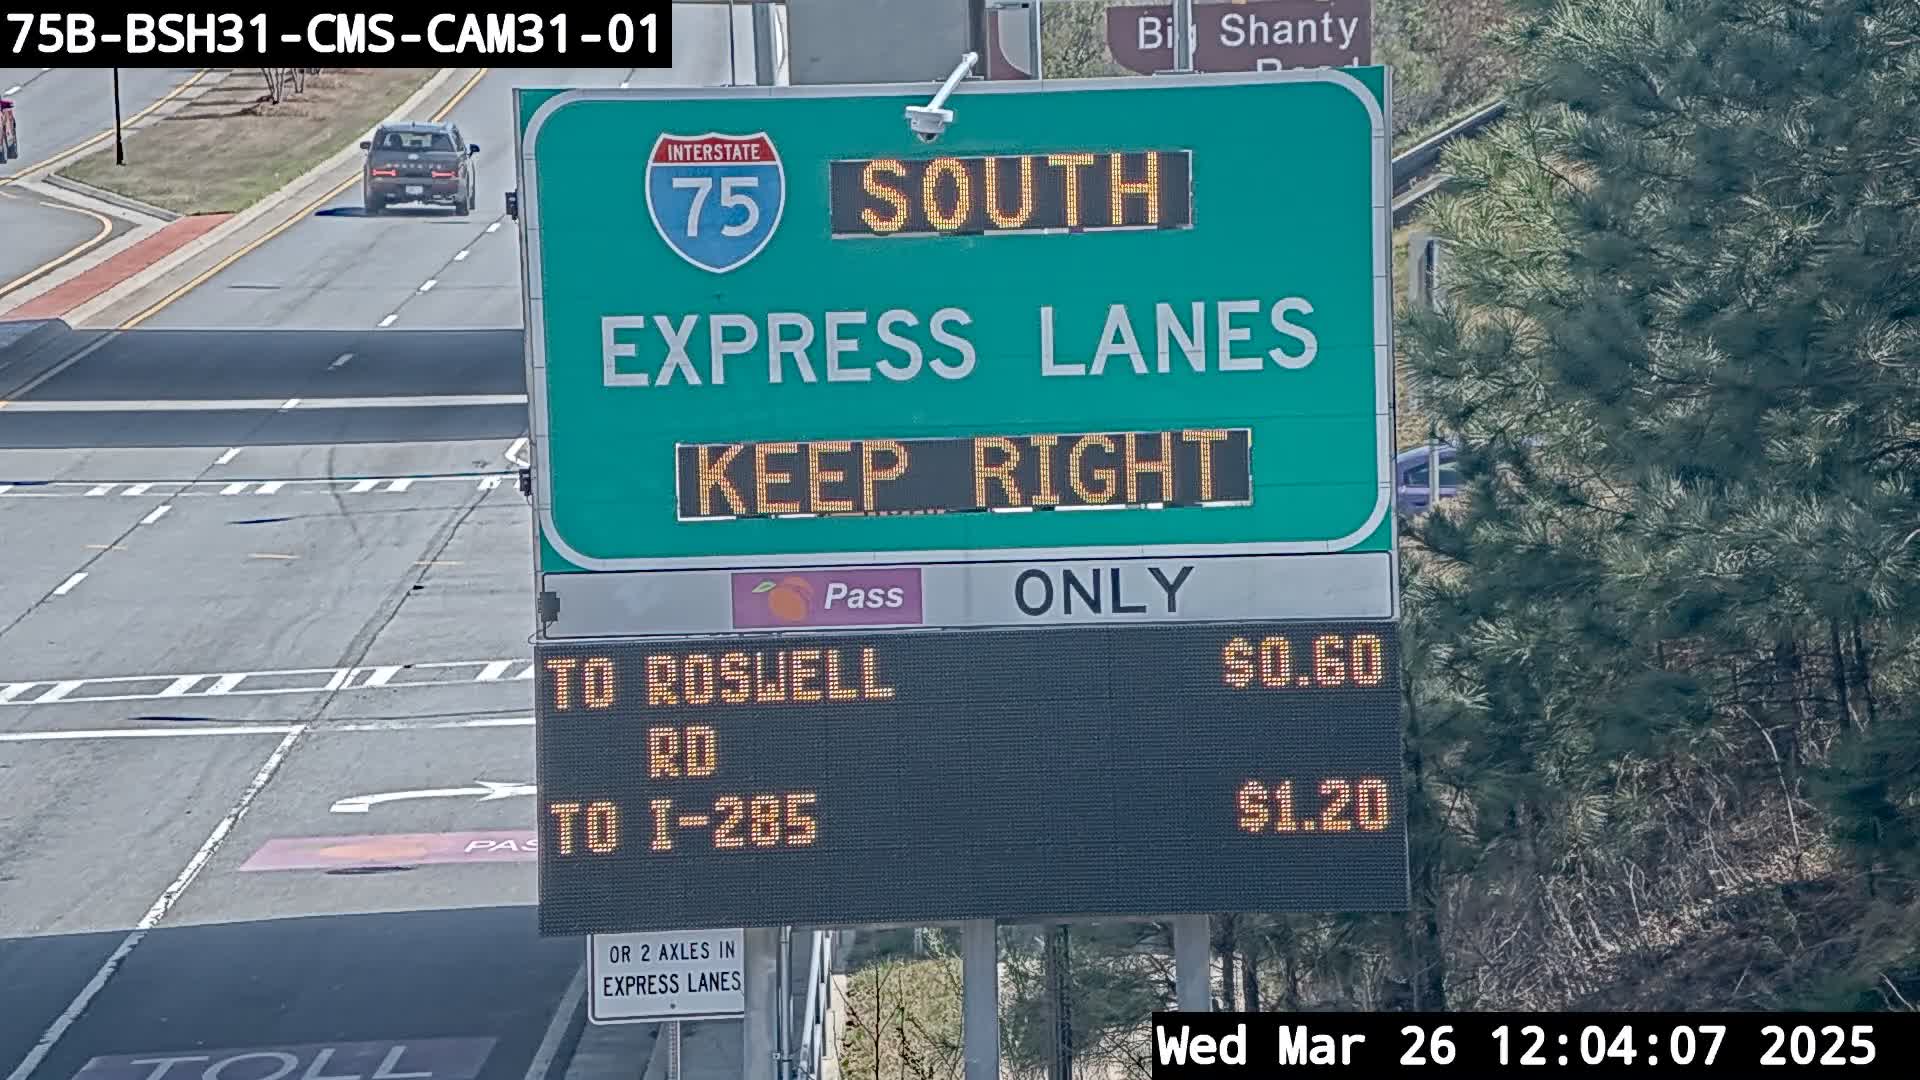 75B-BSH31-CMS-CAM31-01
Big Shanty
Road
INTERSTATE
75
SOUTH
EXPRESS LANES
KEEP RIGHT
Pass ONLY
TO ROSWELL $0.60
RD
TO I-285 $1.20
PAS
OR 2 AXLES IN
EXPRESS LANES
TOLL
Wed Mar 26 12:04:07 2025